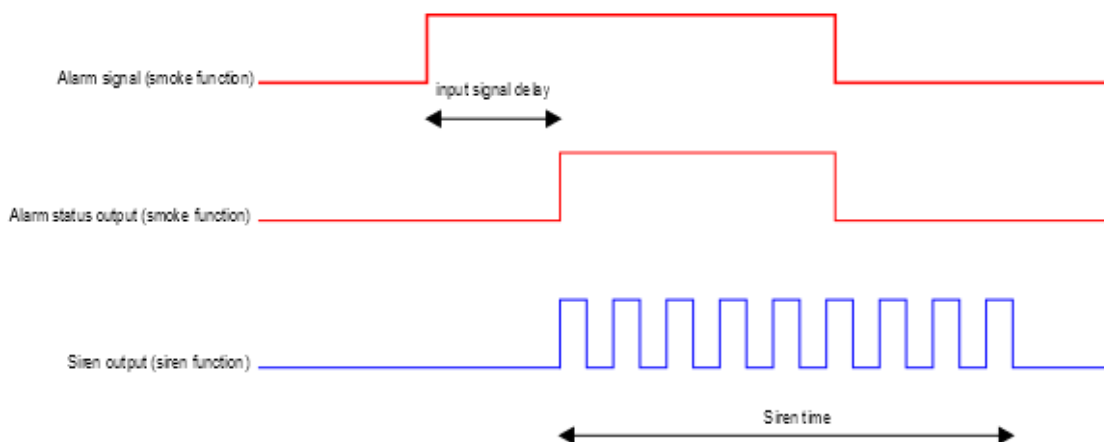 Alarm signal (smoke function)
input signal delay
Alarm status output (smoke function)
Siren output (siren function)
Siren time